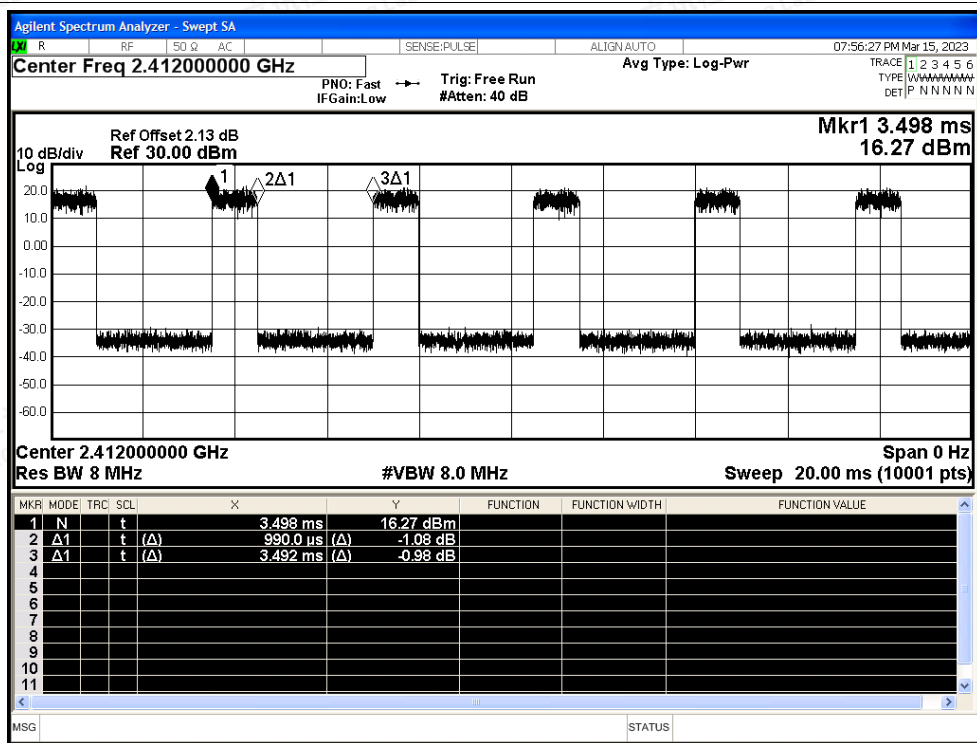 Agilent Spectrum Analyzer - Swept SA
LXI R RF 50 Ω AC SENSE:PULSE ALIGN AUTO 07:56:27 PM Mar 15, 2023
Center Freq 2.412000000 GHz Avg Type: Log-Pwr TRACE 1 2 3 4 5 6
PNO: Fast Trig: Free Run TYPE
IFGain:Low #Atten: 40 dB DET P N N N N N
Mkr1 3.498 ms
Ref Offset 2.13 dB
10 dB/div Ref 30.00 dBm 16.27 dBm
Log
1 2Δ1 3Δ1
20.0
10.0
0.00
-10.0
-20.0
-30.0
-40.0
-50.0
-60.0
Center 2.412000000 GHz Span 0 Hz
Res BW 8 MHz #VBW 8.0 MHz Sweep 20.00 ms (10001 pts)
MKR MODE TRC SCL X Y FUNCTION FUNCTION WIDTH FUNCTION VALUE
1 N t 3.498 ms 16.27 dBm
2 Δ1 t (Δ) 990.0 µs (Δ) -1.08 dB
3 Δ1 t (Δ) 3.492 ms (Δ) -0.98 dB
4
5
6
7
8
9
10
11
MSG STATUS